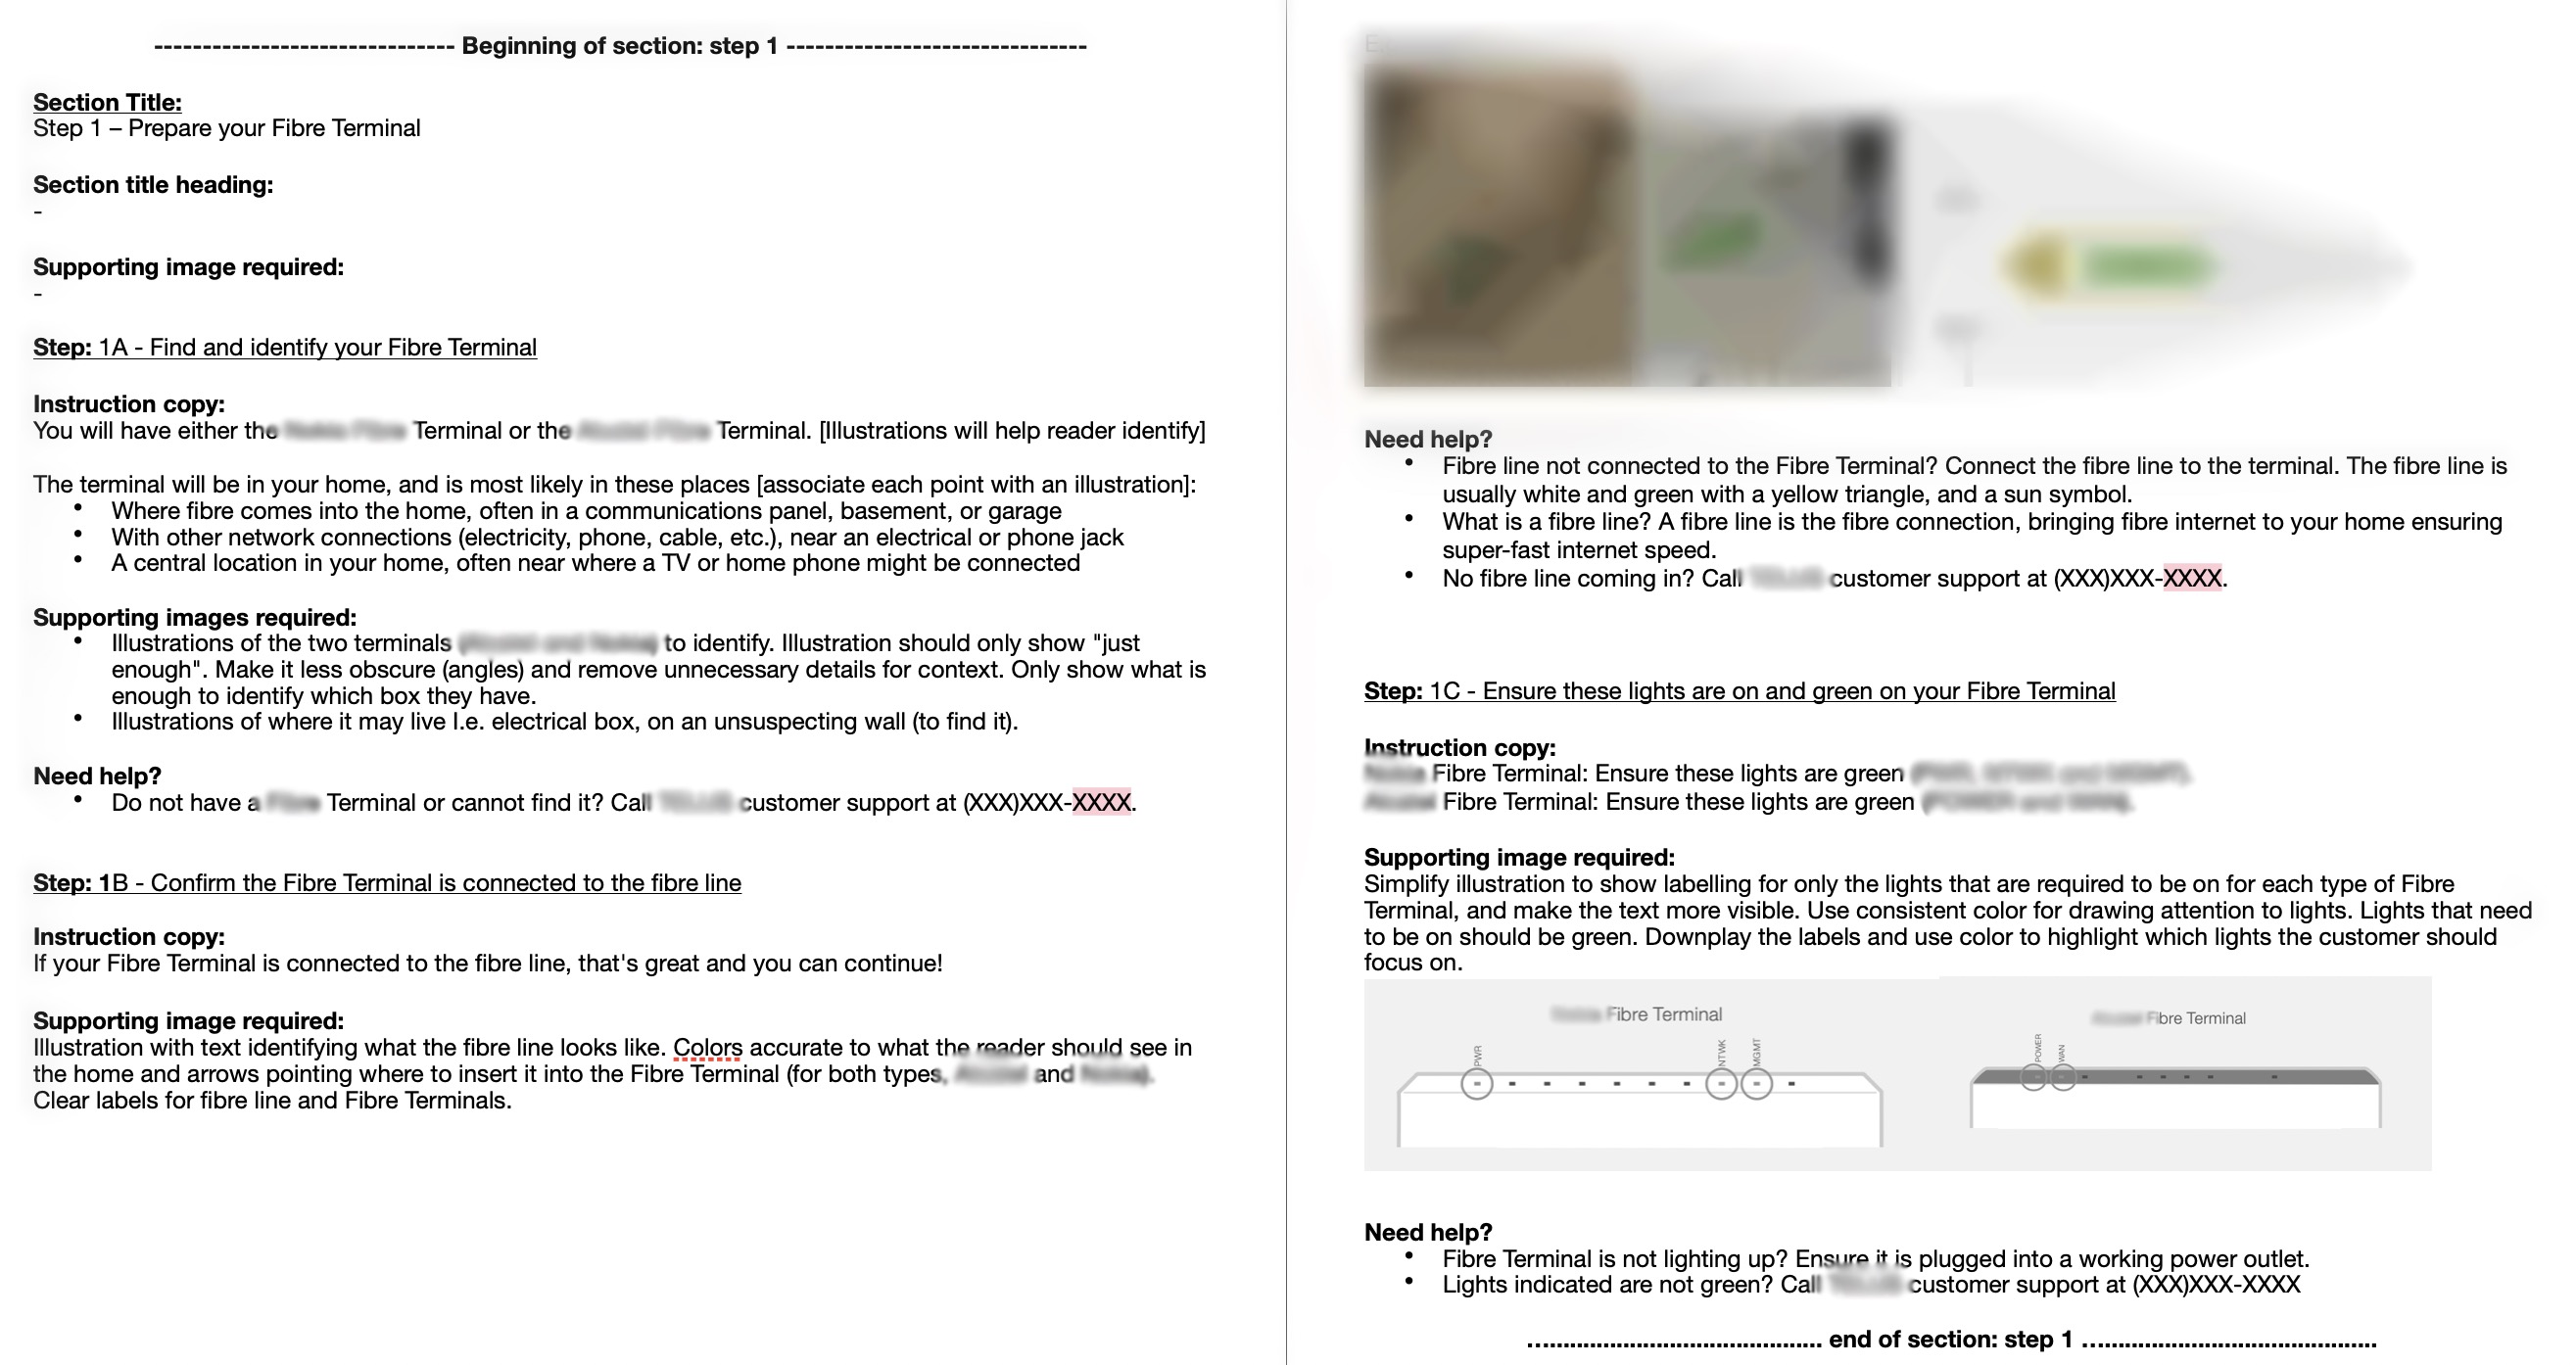 ------------------------------- Beginning of section: step 1 -------------------------------
Section Title:
Step 1 – Prepare your Fibre Terminal
Section title heading:
-
Supporting image required:
-
Step: 1A - Find and identify your Fibre Terminal
Instruction copy:
You will have either the Terminal or the Terminal. [Illustrations will help reader identify]
The terminal will be in your home, and is most likely in these places [associate each point with an illustration]:
• Where fibre comes into the home, often in a communications panel, basement, or garage
• With other network connections (electricity, phone, cable, etc.), near an electrical or phone jack
• A central location in your home, often near where a TV or home phone might be connected
Supporting images required:
• Illustrations of the two terminals to identify. Illustration should only show "just
enough". Make it less obscure (angles) and remove unnecessary details for context. Only show what is
enough to identify which box they have.
• Illustrations of where it may live I.e. electrical box, on an unsuspecting wall (to find it).
Need help?
• Do not have a Terminal or cannot find it? Call customer support at (XXX)XXX-XXXX.
Step: 1B - Confirm the Fibre Terminal is connected to the fibre line
Instruction copy:
If your Fibre Terminal is connected to the fibre line, that's great and you can continue!
Supporting image required:
Illustration with text identifying what the fibre line looks like. Colors accurate to what the reader should see in
the home and arrows pointing where to insert it into the Fibre Terminal (for both types, and
Clear labels for fibre line and Fibre Terminals.
Need help?
• Fibre line not connected to the Fibre Terminal? Connect the fibre line to the terminal. The fibre line is
usually white and green with a yellow triangle, and a sun symbol.
• What is a fibre line? A fibre line is the fibre connection, bringing fibre internet to your home ensuring
super-fast internet speed.
• No fibre line coming in? Call customer support at (XXX)XXX-XXXX.
Step: 1C - Ensure these lights are on and green on your Fibre Terminal
Instruction copy:
Fibre Terminal: Ensure these lights are green
Fibre Terminal: Ensure these lights are green
Supporting image required:
Simplify illustration to show labelling for only the lights that are required to be on for each type of Fibre
Terminal, and make the text more visible. Use consistent color for drawing attention to lights. Lights that need
to be on should be green. Downplay the labels and use color to highlight which lights the customer should
focus on.
Fibre Terminal
PWR
NTWK
MGMT
Fibre Terminal
POWER
WAN
Need help?
• Fibre Terminal is not lighting up? Ensure it is plugged into a working power outlet.
• Lights indicated are not green? Call customer support at (XXX)XXX-XXXX
........................................... end of section: step 1 ...........................................